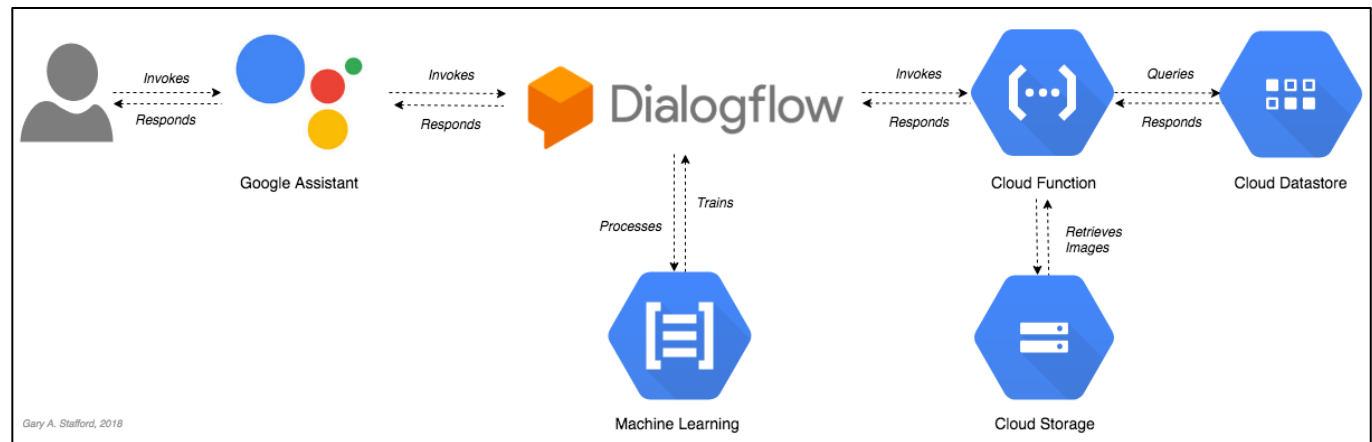 Invokes
Responds
Google Assistant
Invokes
Responds
Dialogflow
Processes
Trains
Machine Learning
Invokes
Responds
Cloud Function
Queries
Responds
Cloud Datastore
Retrieves
Images
Cloud Storage
Gary A. Stafford, 2018